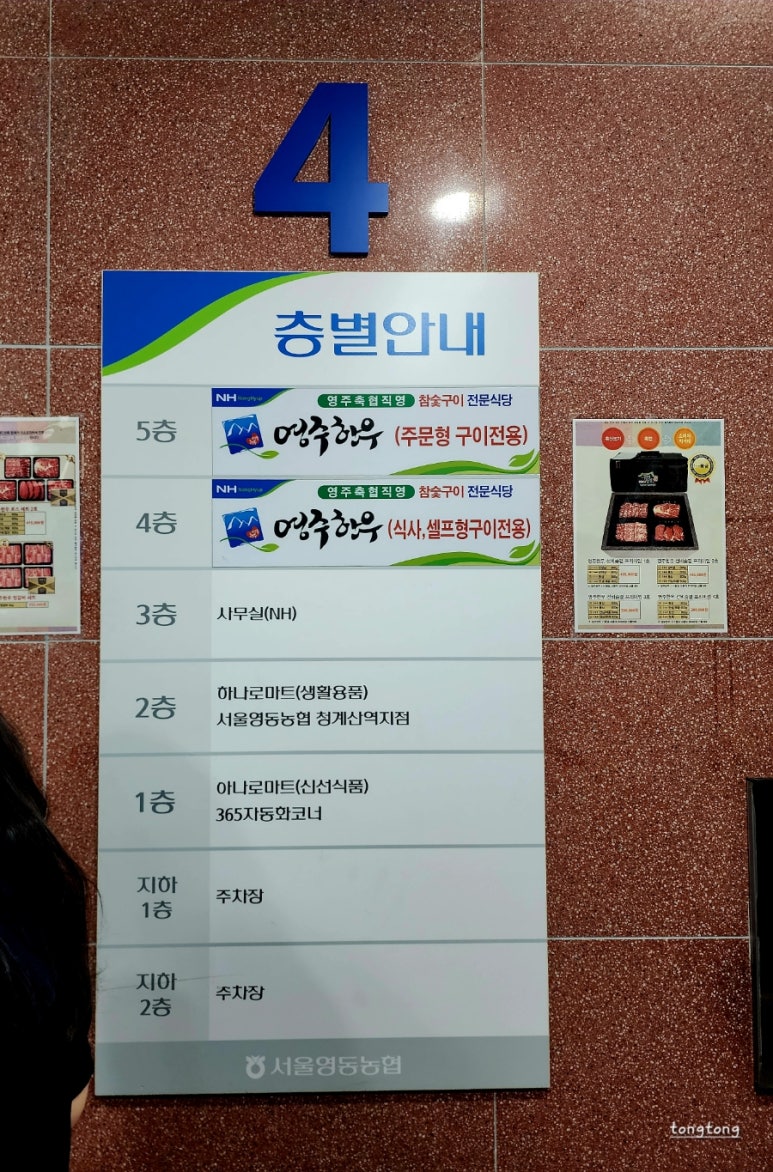 4
층별안내
5층
NH
영주축협직영 참숯구이 전문식당
영주한우 (주문형 구이전용)
4층
NH
영주축협직영 참숯구이 전문식당
영주한우 (식사, 셀프형구이전용)
3층
사무실(NH)
2층
하나로마트(생활용품)
서울영동농협 청계산역지점
1층
아나로마트(신선식품)
365자동화코너
지하
1층
주차장
지하
2층
주차장
서울영동농협
tongtong